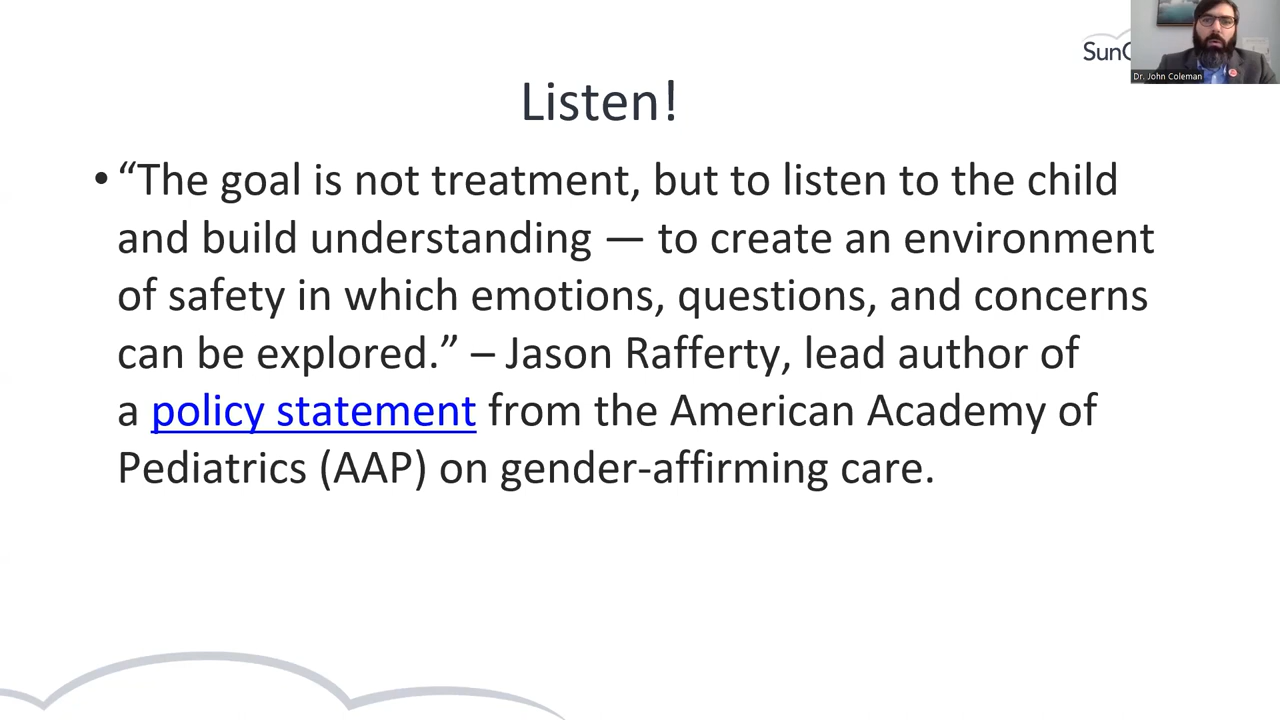 SunC
Dr. John Coleman
Listen!
• “The goal is not treatment, but to listen to the child
and build understanding — to create an environment
of safety in which emotions, questions, and concerns
can be explored.” – Jason Rafferty, lead author of
a policy statement from the American Academy of
Pediatrics (AAP) on gender-affirming care.